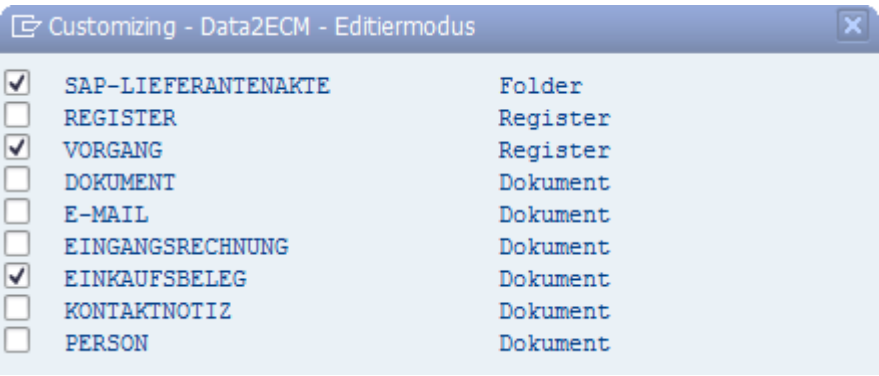 Customizing - Data2ECM - Editiermodus
SAP-LIEFERANTENAKTE Folder
REGISTER Register
VORGANG Register
DOKUMENT Dokument
E-MAIL Dokument
EINGANGSRECHNUNG Dokument
EINKAUFSBELEG Dokument
KONTAKTNOTIZ Dokument
PERSON Dokument